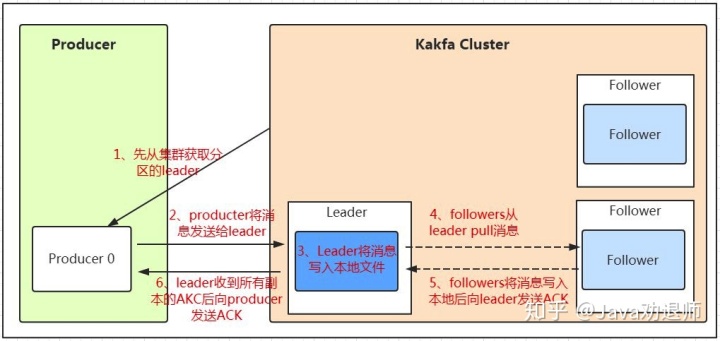 Producer
Kakfa Cluster
Follower
Follower
1、先从集群获取分
区的leader
2、producter将消
息发送给leader
Producer 0
6、leader收到所有副
本的AKC后向producer
发送ACK
Leader
3、Leader将消息
写入本地文件
4、followers从
leader pull消息
5、followers将消息写入
本地后向leader发送ACK
Follower
Follower
知乎 @Java劝退师